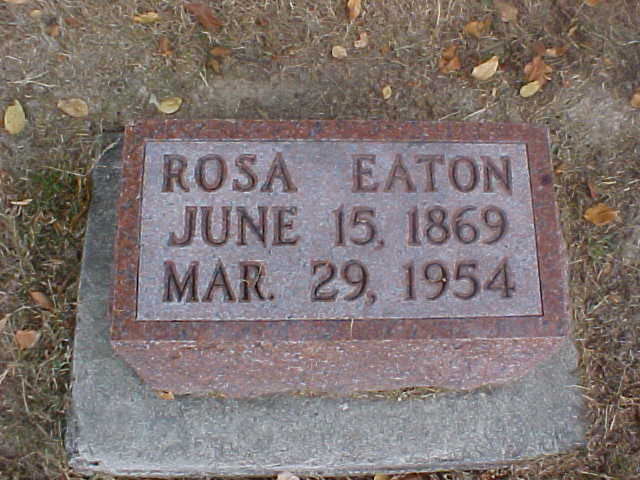 ROSA EATON
JUNE 15, 1869
MAR. 29, 1954